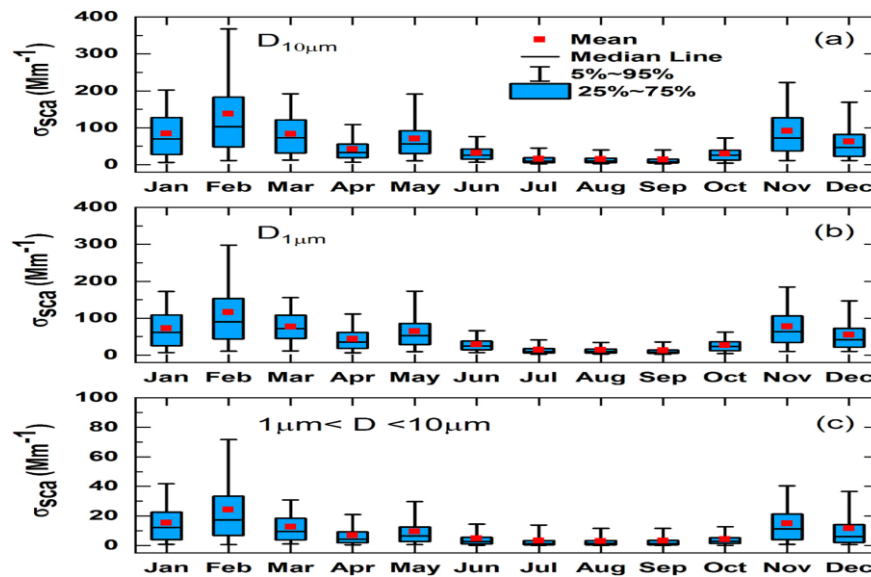 400
300
200
100
0
σsca (Mm⁻¹)
D10μm
(a)
Mean
Median Line
5%~95%
25%~75%
Jan Feb Mar Apr May Jun Jul Aug Sep Oct Nov Dec
400
300
200
100
0
σsca (Mm⁻¹)
D1μm
(b)
Jan Feb Mar Apr May Jun Jul Aug Sep Oct Nov Dec
100
80
60
40
20
0
σsca (Mm⁻¹)
1μm< D <10μm
(c)
Jan Feb Mar Apr May Jun Jul Aug Sep Oct Nov Dec